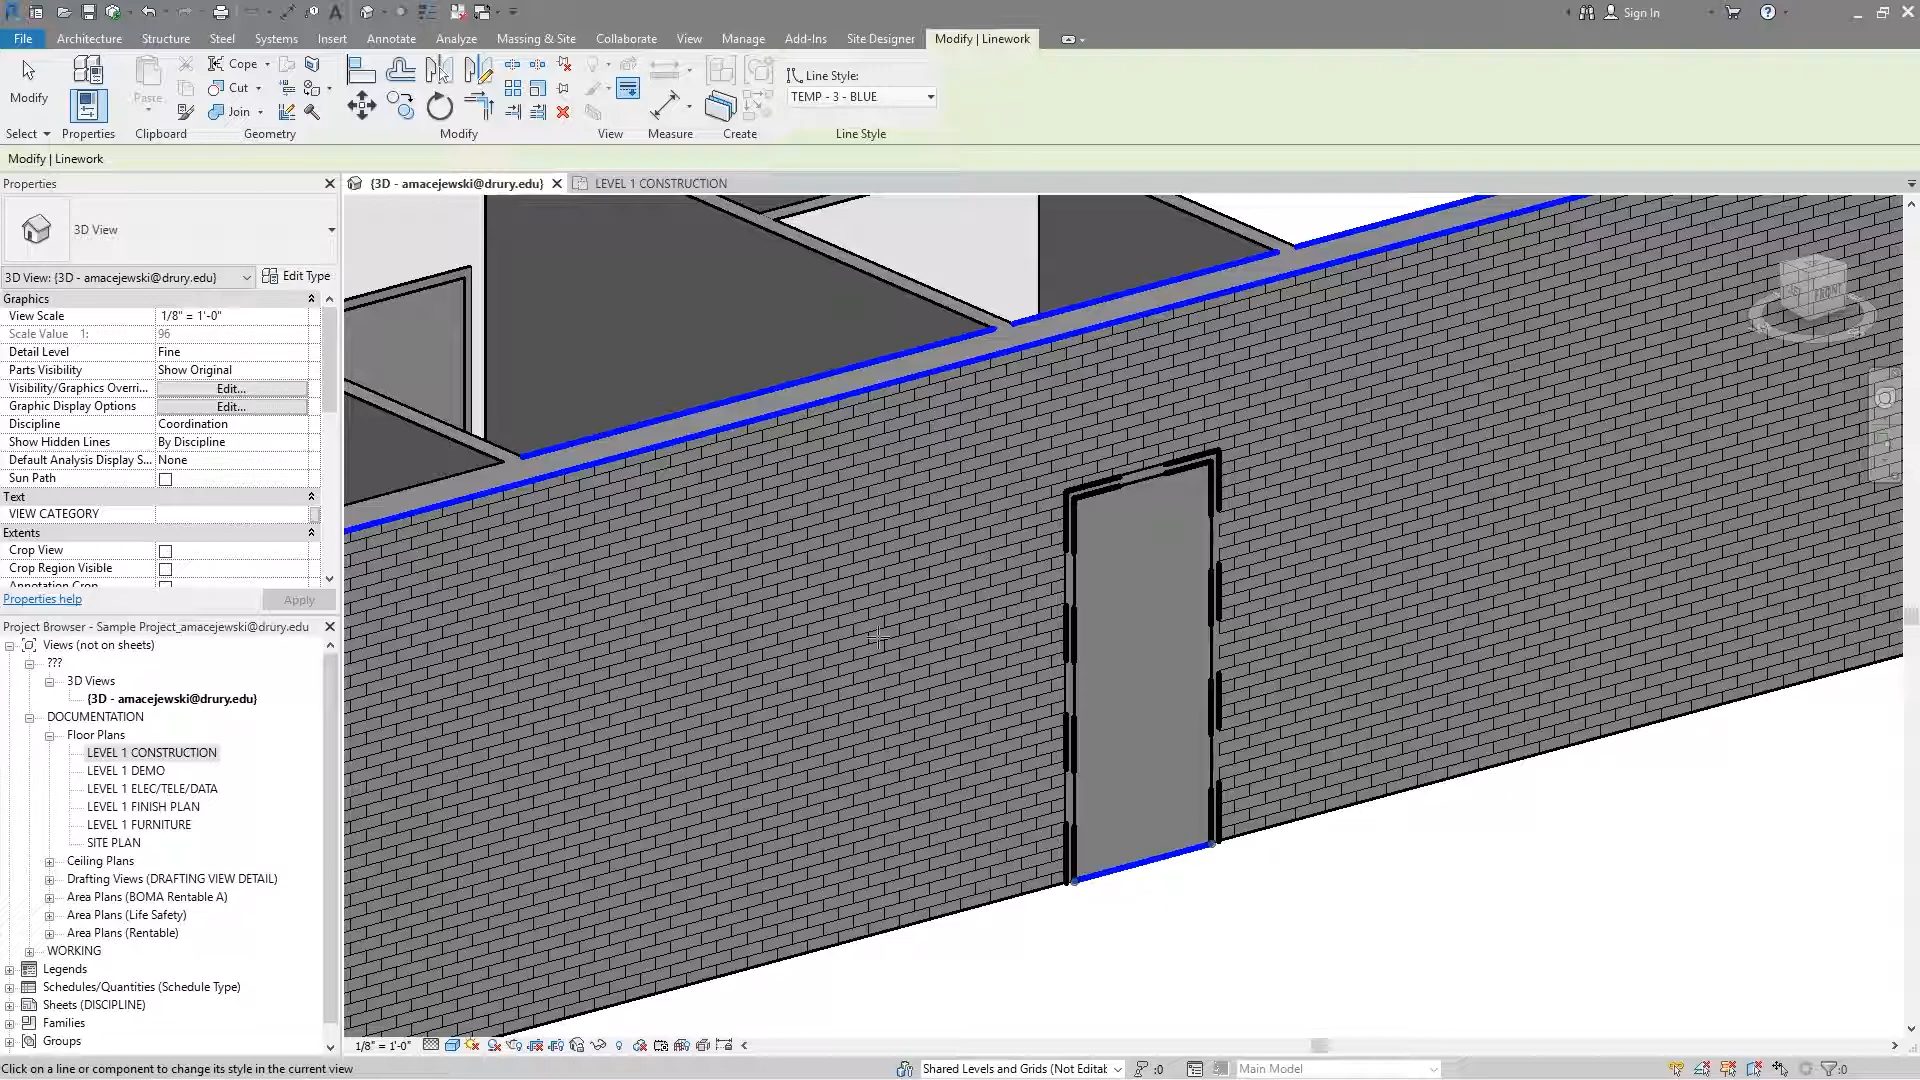 Sign In
File Architecture Structure Steel Systems Insert Annotate Analyze Massing & Site Collaborate View Manage Add-Ins Site Designer Modify | Linework
Modify
Paste
Cope
Cut
Join
Line Style:
TEMP - 3 - BLUE
Select Properties Clipboard Geometry Modify View Measure Create Line Style
Modify | Linework
Properties
3D View
3D View: {3D - amacejewski@drury.edu}
Edit Type
Graphics
View Scale 1/8" = 1'-0"
Scale Value 1: 96
Detail Level Fine
Parts Visibility Show Original
Visibility/Graphics Overri... Edit...
Graphic Display Options Edit...
Discipline Coordination
Show Hidden Lines By Discipline
Default Analysis Display S... None
Sun Path
Text
VIEW CATEGORY
Extents
Crop View
Crop Region Visible
Annotation Crop
Properties help
Apply
Project Browser - Sample Project_amacejewski@drury.edu
Views (not on sheets)
???
3D Views
{3D - amacejewski@drury.edu}
DOCUMENTATION
Floor Plans
LEVEL 1 CONSTRUCTION
LEVEL 1 DEMO
LEVEL 1 ELEC/TELE/DATA
LEVEL 1 FINISH PLAN
LEVEL 1 FURNITURE
SITE PLAN
Ceiling Plans
Drafting Views (DRAFTING VIEW DETAIL)
Area Plans (BOMA Rentable A)
Area Plans (Life Safety)
Area Plans (Rentable)
WORKING
Legends
Schedules/Quantities (Schedule Type)
Sheets (DISCIPLINE)
Families
Groups
{3D - amacejewski@drury.edu}
LEVEL 1 CONSTRUCTION
FRONT
1/8" = 1'-0"
Click on a line or component to change its style in the current view
Shared Levels and Grids (Not Editab
:0
Main Model
:0